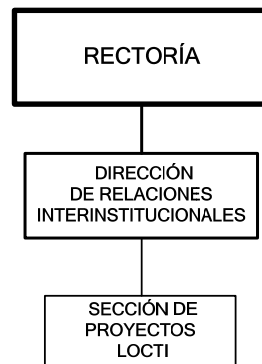 RECTORÍA
DIRECCIÓN
DE RELACIONES
INTERINSTITUCIONALES
SECCIÓN DE
PROYECTOS
LOCTI